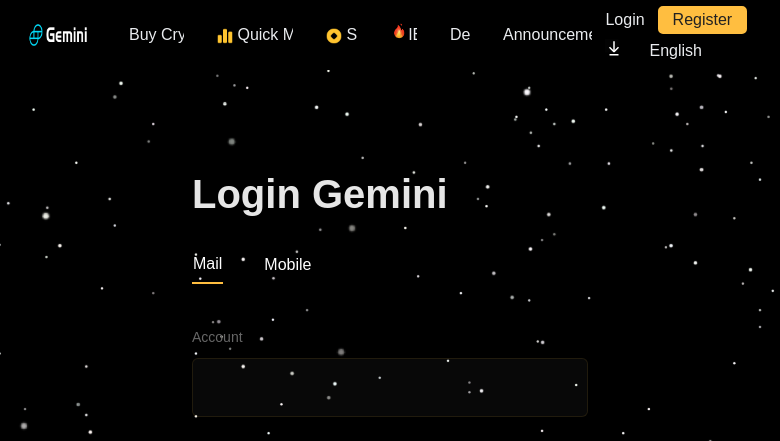 Gemini
Buy Cry
Quick M
S
IE
De
Announceme
Login
Register
English
Login Gemini
Mail
Mobile
Account